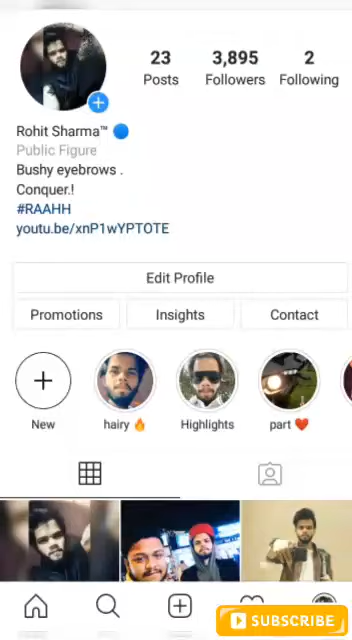 23 3,895 2
Posts Followers Following
Rohit Sharma™
Public Figure
Bushy eyebrows .
Conquer.!
#RAAHH
youtu.be/xnP1wYPTOTE
Edit Profile
Promotions Insights Contact
New hairy 🔥 Highlights part ❤️
SUBSCRIBE